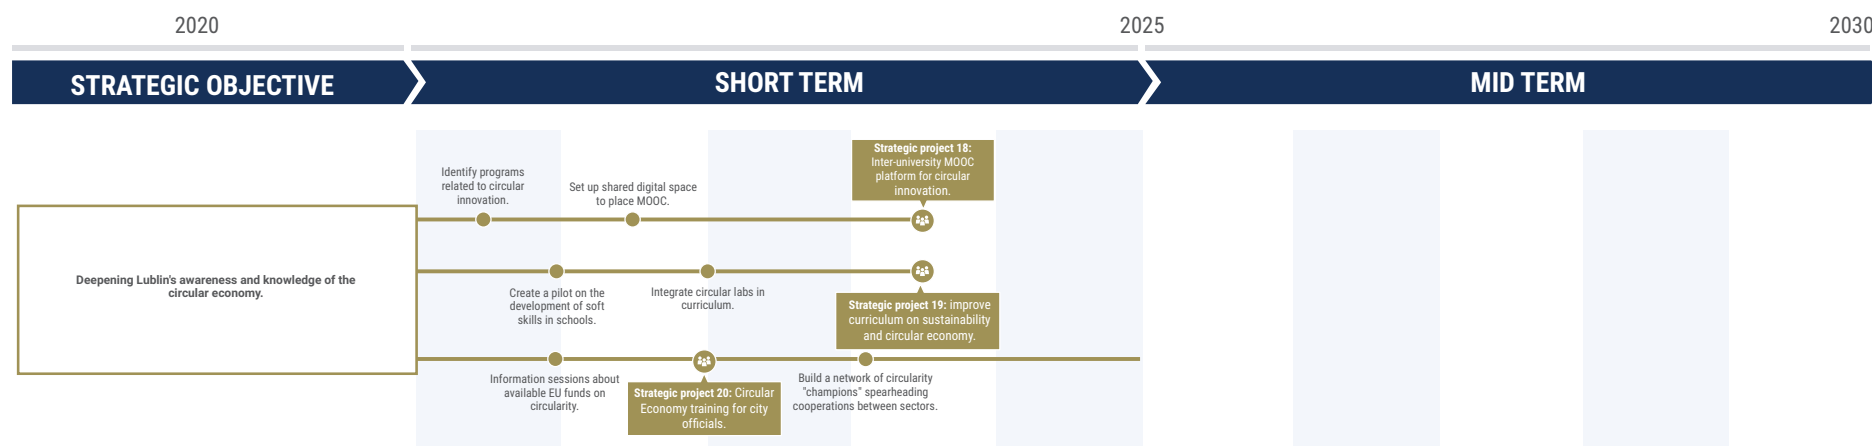 2020
2025
2030
STRATEGIC OBJECTIVE
SHORT TERM
MID TERM
Identify programs
related to circular
innovation.
Set up shared digital space
to place MOOC.
Strategic project 18:
Inter-university MOOC
platform for circular
innovation.
Deepening Lublin's awareness and knowledge of the
circular economy.
Create a pilot on the
development of soft
skills in schools.
Integrate circular labs in
curriculum.
Strategic project 19: improve
curriculum on sustainability
and circular economy.
Information sessions about
available EU funds on
circularity.
Strategic project 20: Circular
Economy training for city
officials.
Build a network of circularity
"champions" spearheading
cooperations between sectors.